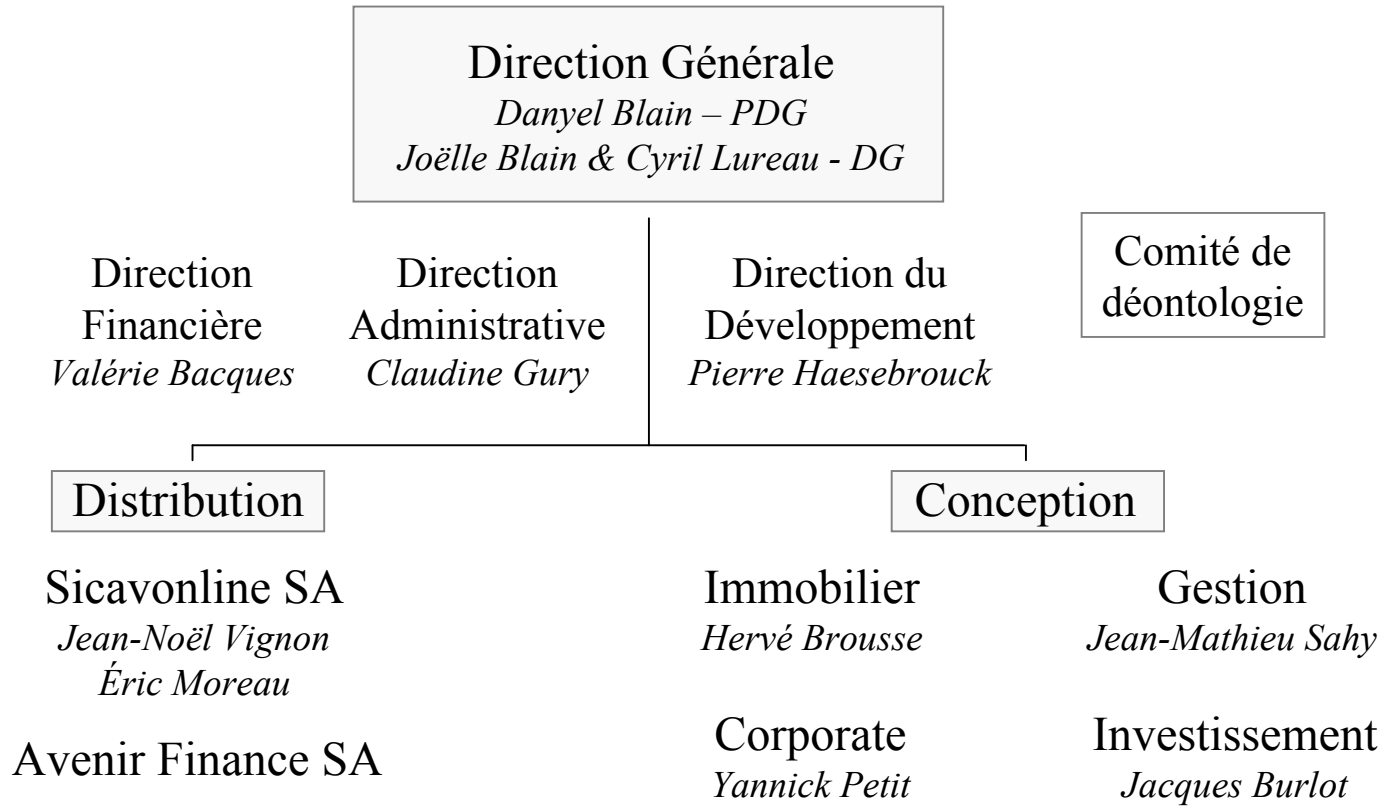 Direction Générale
Danyel Blain – PDG
Joëlle Blain & Cyril Lureau - DG
Direction
Financière
Valérie Bacques
Direction
Administrative
Claudine Gury
Direction du
Développement
Pierre Haesebrouck
Comité de
déontologie
Distribution
Conception
Sicavonline SA
Jean-Noël Vignon
Éric Moreau
Avenir Finance SA
Immobilier
Hervé Brousse
Gestion
Jean-Mathieu Sahy
Corporate
Yannick Petit
Investissement
Jacques Burlot